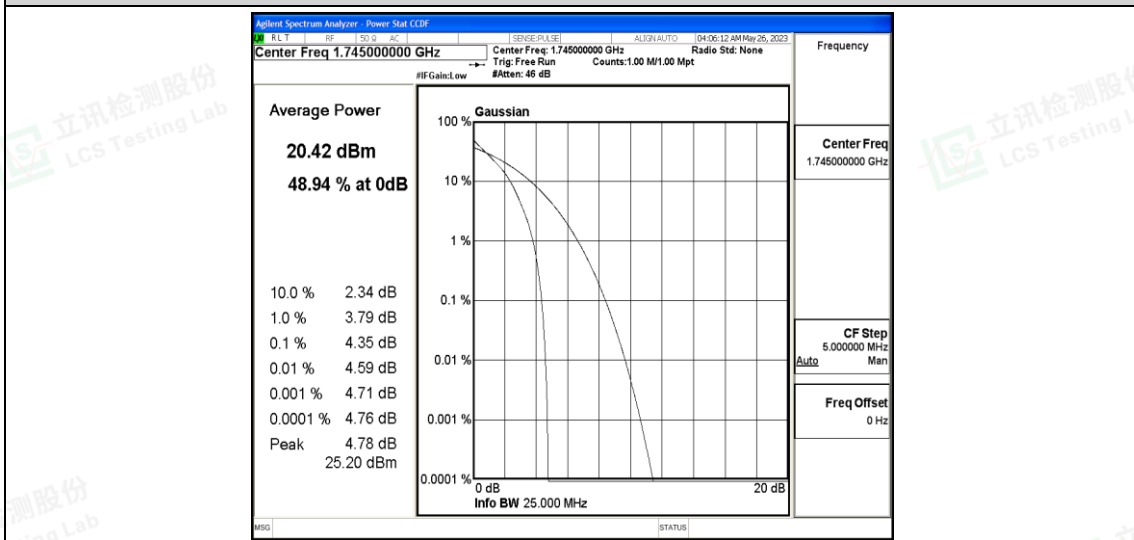 Agilent Spectrum Analyzer - Power Stat CCDF
RLT RF 50 Ω AC SENSE:PULSE ALIGN AUTO 04:06:12 AM May 26, 2023
Center Freq 1.745000000 GHz
Center Freq: 1.745000000 GHz Radio Std: None
Trig: Free Run Counts:1.00 M/1.00 Mpt
#IFGain:Low #Atten: 46 dB
Frequency
Average Power
20.42 dBm
48.94 % at 0dB
10.0 % 2.34 dB
1.0 % 3.79 dB
0.1 % 4.35 dB
0.01 % 4.59 dB
0.001 % 4.71 dB
0.0001 % 4.76 dB
Peak 4.78 dB
25.20 dBm
Gaussian
100 %
10 %
1 %
0.1 %
0.01 %
0.001 %
0.0001 %
0 dB 20 dB
Info BW 25.000 MHz
Center Freq
1.745000000 GHz
CF Step
5.000000 MHz
Auto Man
Freq Offset
0 Hz
MSG STATUS
立讯检测股份
LCS Testing Lab
立讯检测股份
LCS Testing L
测股份
ing Lab